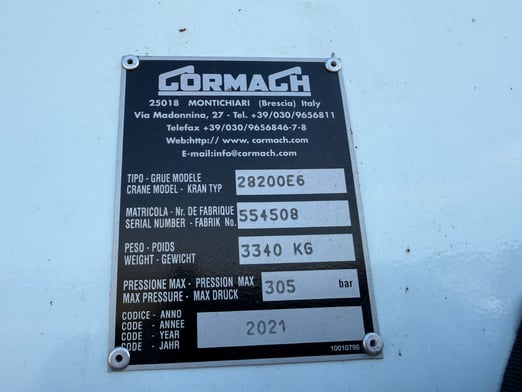 CORMACH
25018 MONTICHIARI (Brescia) Italy
Via Madonnina, 27 - Tel. +39/030/9656811
Telefax +39/030/9656846-7-8
Web:http// www. cormach.com
E-mail:info@cormach.com
TIPO - GRUE MODELE
CRANE MODEL - KRAN TYP 28200E6
MATRICOLA - Nr. DE FABRIQUE
SERIAL NUMBER - FABRIK No. 554508
PESO - POIDS
WEIGHT - GEWICHT 3340 KG
PRESSIONE MAX - PRESSION MAX
MAX PRESSURE - MAX DRUCK 305 bar
CODICE - ANNO
CODE - ANNEE
CODE - YEAR
CODE - JAHR
2021
10010798